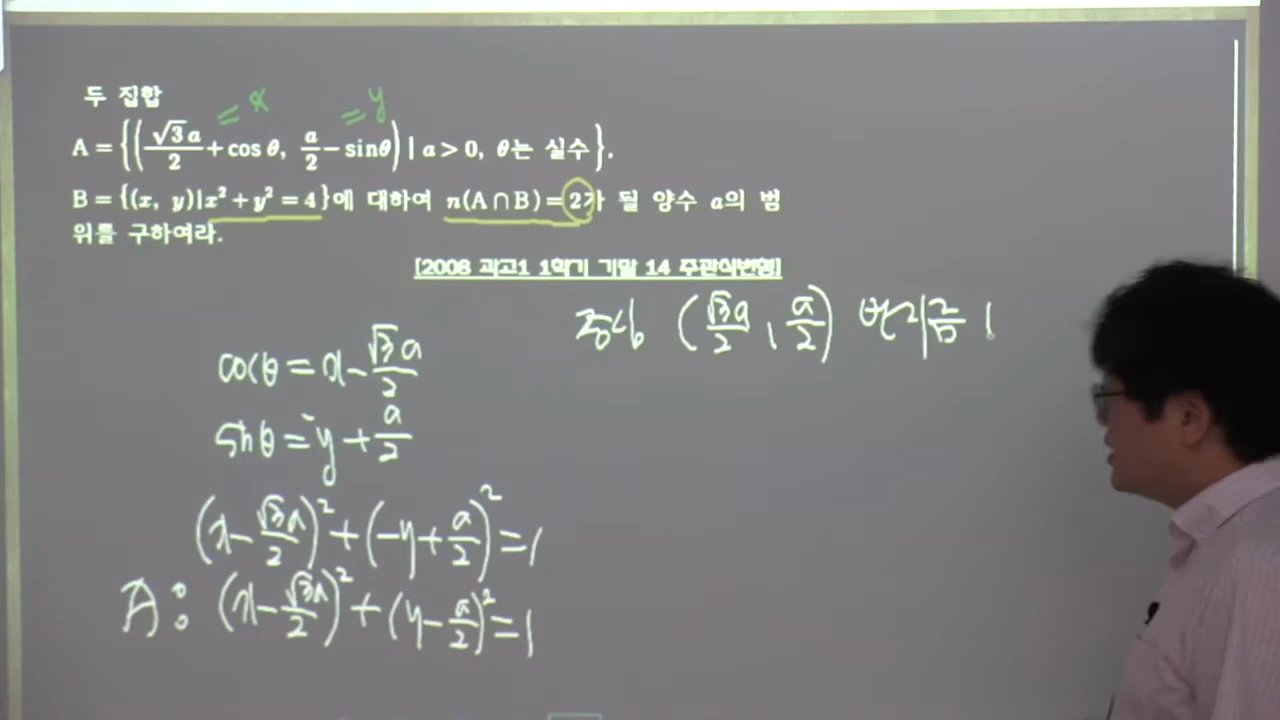 두 집합
= x = y
A = {(√3a/2 + cos θ, a/2 − sinθ) | a > 0, θ는 실수}.
B = {(x, y)|x² + y² = 4}에 대하여 n(A∩B) = 2가 될 양수 a의 범
위를 구하여라.
[2008 과고1 1학기 기말 14 주관식변형]
중심 (√3a/2, a/2) 반지름 1
cosθ = x − √3a/2
sinθ = −y + a/2
(x − √3a/2)² + (−y + a/2)² = 1
A : (x − √3a/2)² + (y − a/2)² = 1